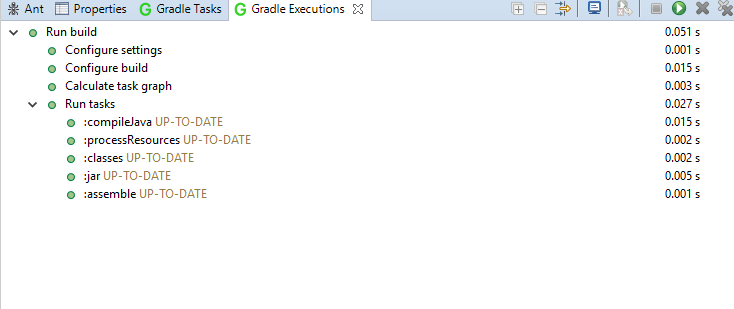 Ant Properties Gradle Tasks Gradle Executions
Run build 0.051 s
Configure settings 0.001 s
Configure build 0.015 s
Calculate task graph 0.003 s
Run tasks 0.027 s
:compileJava UP-TO-DATE 0.015 s
:processResources UP-TO-DATE 0.002 s
:classes UP-TO-DATE 0.002 s
:jar UP-TO-DATE 0.005 s
:assemble UP-TO-DATE 0.001 s